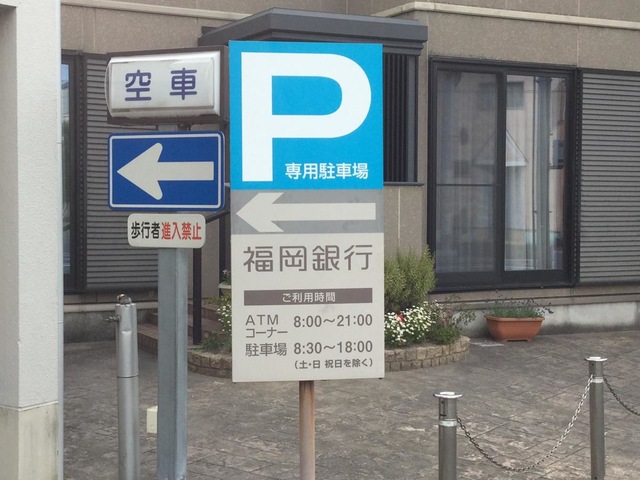 空車
P
専用駐車場
歩行者進入禁止
福岡銀行
ご利用時間
ATM
コーナー 8:00~21:00
駐車場 8:30~18:00
(土・日 祝日を除く)